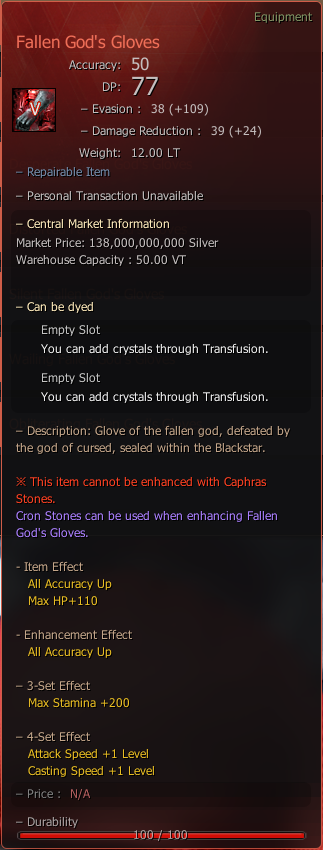 Equipment
Fallen God's Gloves
Accuracy: 50
DP: 77
– Evasion : 38 (+109)
– Damage Reduction : 39 (+24)
V
Weight: 12.00 LT
– Repairable Item
– Personal Transaction Unavailable
– Central Market Information
Market Price: 138,000,000,000 Silver
Warehouse Capacity : 50.00 VT
– Can be dyed
Empty Slot
You can add crystals through Transfusion.
Empty Slot
You can add crystals through Transfusion.
– Description: Glove of the fallen god, defeated by
the god of cursed, sealed within the Blackstar.
※ This item cannot be enhanced with Caphras
Stones.
Cron Stones can be used when enhancing Fallen
God's Gloves.
- Item Effect
All Accuracy Up
Max HP+110
- Enhancement Effect
All Accuracy Up
– 3-Set Effect
Max Stamina +200
– 4-Set Effect
Attack Speed +1 Level
Casting Speed +1 Level
– Price : N/A
– Durability
100 / 100